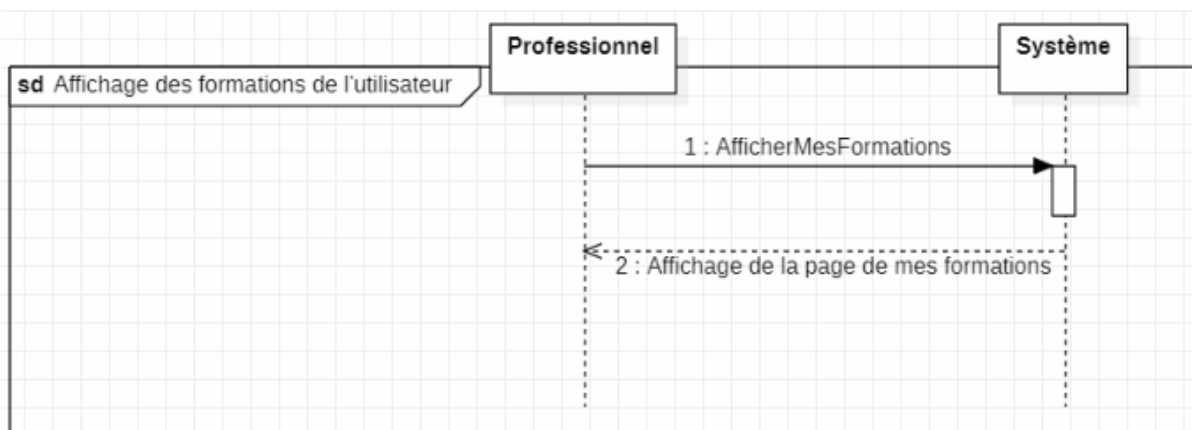 Professionnel
Système
sd Affichage des formations de l'utilisateur
1 : AfficherMesFormations
2 : Affichage de la page de mes formations